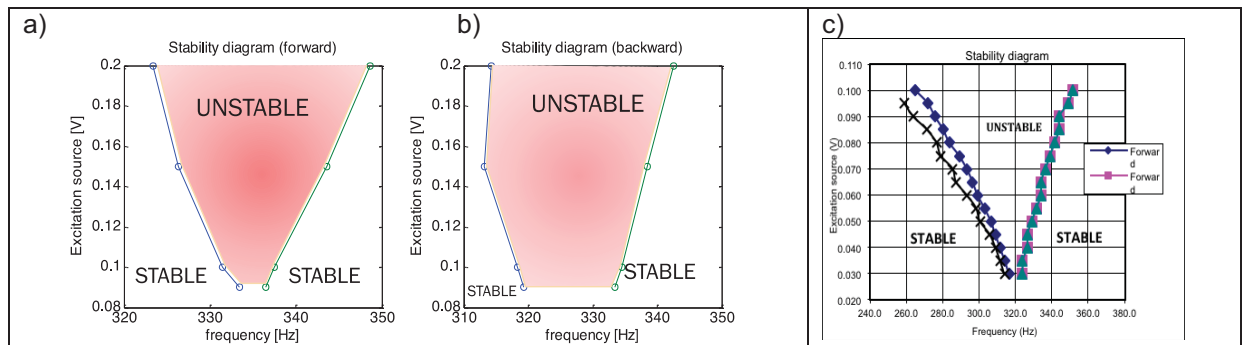 a)
Stability diagram (forward)
Excitation source [V]
0.2
0.18
0.16
0.14
0.12
0.1
0.08
UNSTABLE
STABLE
STABLE
320 330 340 350
frequency [Hz]
b)
Stability diagram (backward)
Excitation source [V]
0.2
0.18
0.16
0.14
0.12
0.1
0.08
UNSTABLE
STABLE
STABLE
310 320 330 340 350
frequency [Hz]
c)
Stability diagram
Excitation source (V)
0.110
0.100
0.090
0.080
0.070
0.060
0.050
0.040
0.030
0.020
UNSTABLE
STABLE
STABLE
Forwar
d
Forwar
d
240.0 260.0 280.0 300.0 320.0 340.0 360.0 380.0
Frequency (Hz)